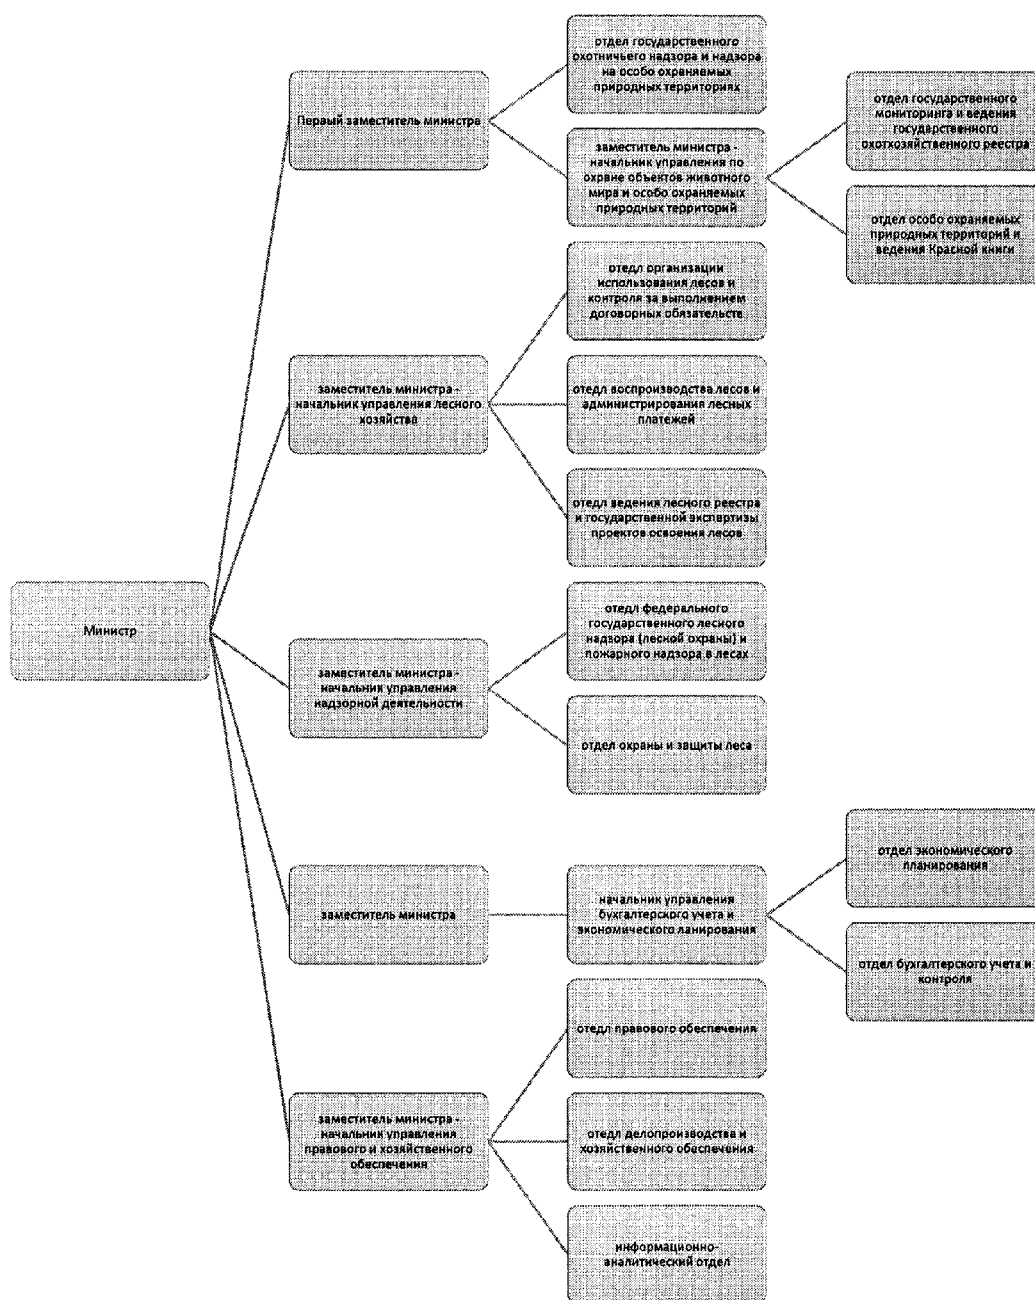 Министр
Первый заместитель министра
отдел государственного
охотничьего надзора и надзора
на особо охраняемых
природных территориях
заместитель министра -
начальник управления по
охране объектов животного
мира и особо охраняемых
природных территорий
отдел государственного
мониторинга и ведения
государственного
охотхозяйственного реестра
отдел особо охраняемых
природных территорий и
ведения Красной книги
заместитель министра -
начальник управления лесного
хозяйства
отедл организации
использования лесов и
контроля за выполнением
договорных обязательств
отедл воспроизводства лесов и
администрирования лесных
платежей
отедл ведения лесного реестра
и государственной экспертизы
проектов освоения лесов
заместитель министра -
начальник управления
надзорной деятельности
отедл федерального
государственного лесного
надзора (лесной охраны) и
пожарного надзора в лесах
отдел охраны и защиты леса
заместитель министра
начальник управления
бухгалтерского учета и
экономического ланирования
отдел экономического
планирования
отдел бухгалтерского учета и
контроля
заместитель министра -
начальник управления
правового и хозяйственного
обеспечения
отедл правового обеспечения
отедл делопроизводства и
хозяйственного обеспечения
информационно-
аналитический отдел